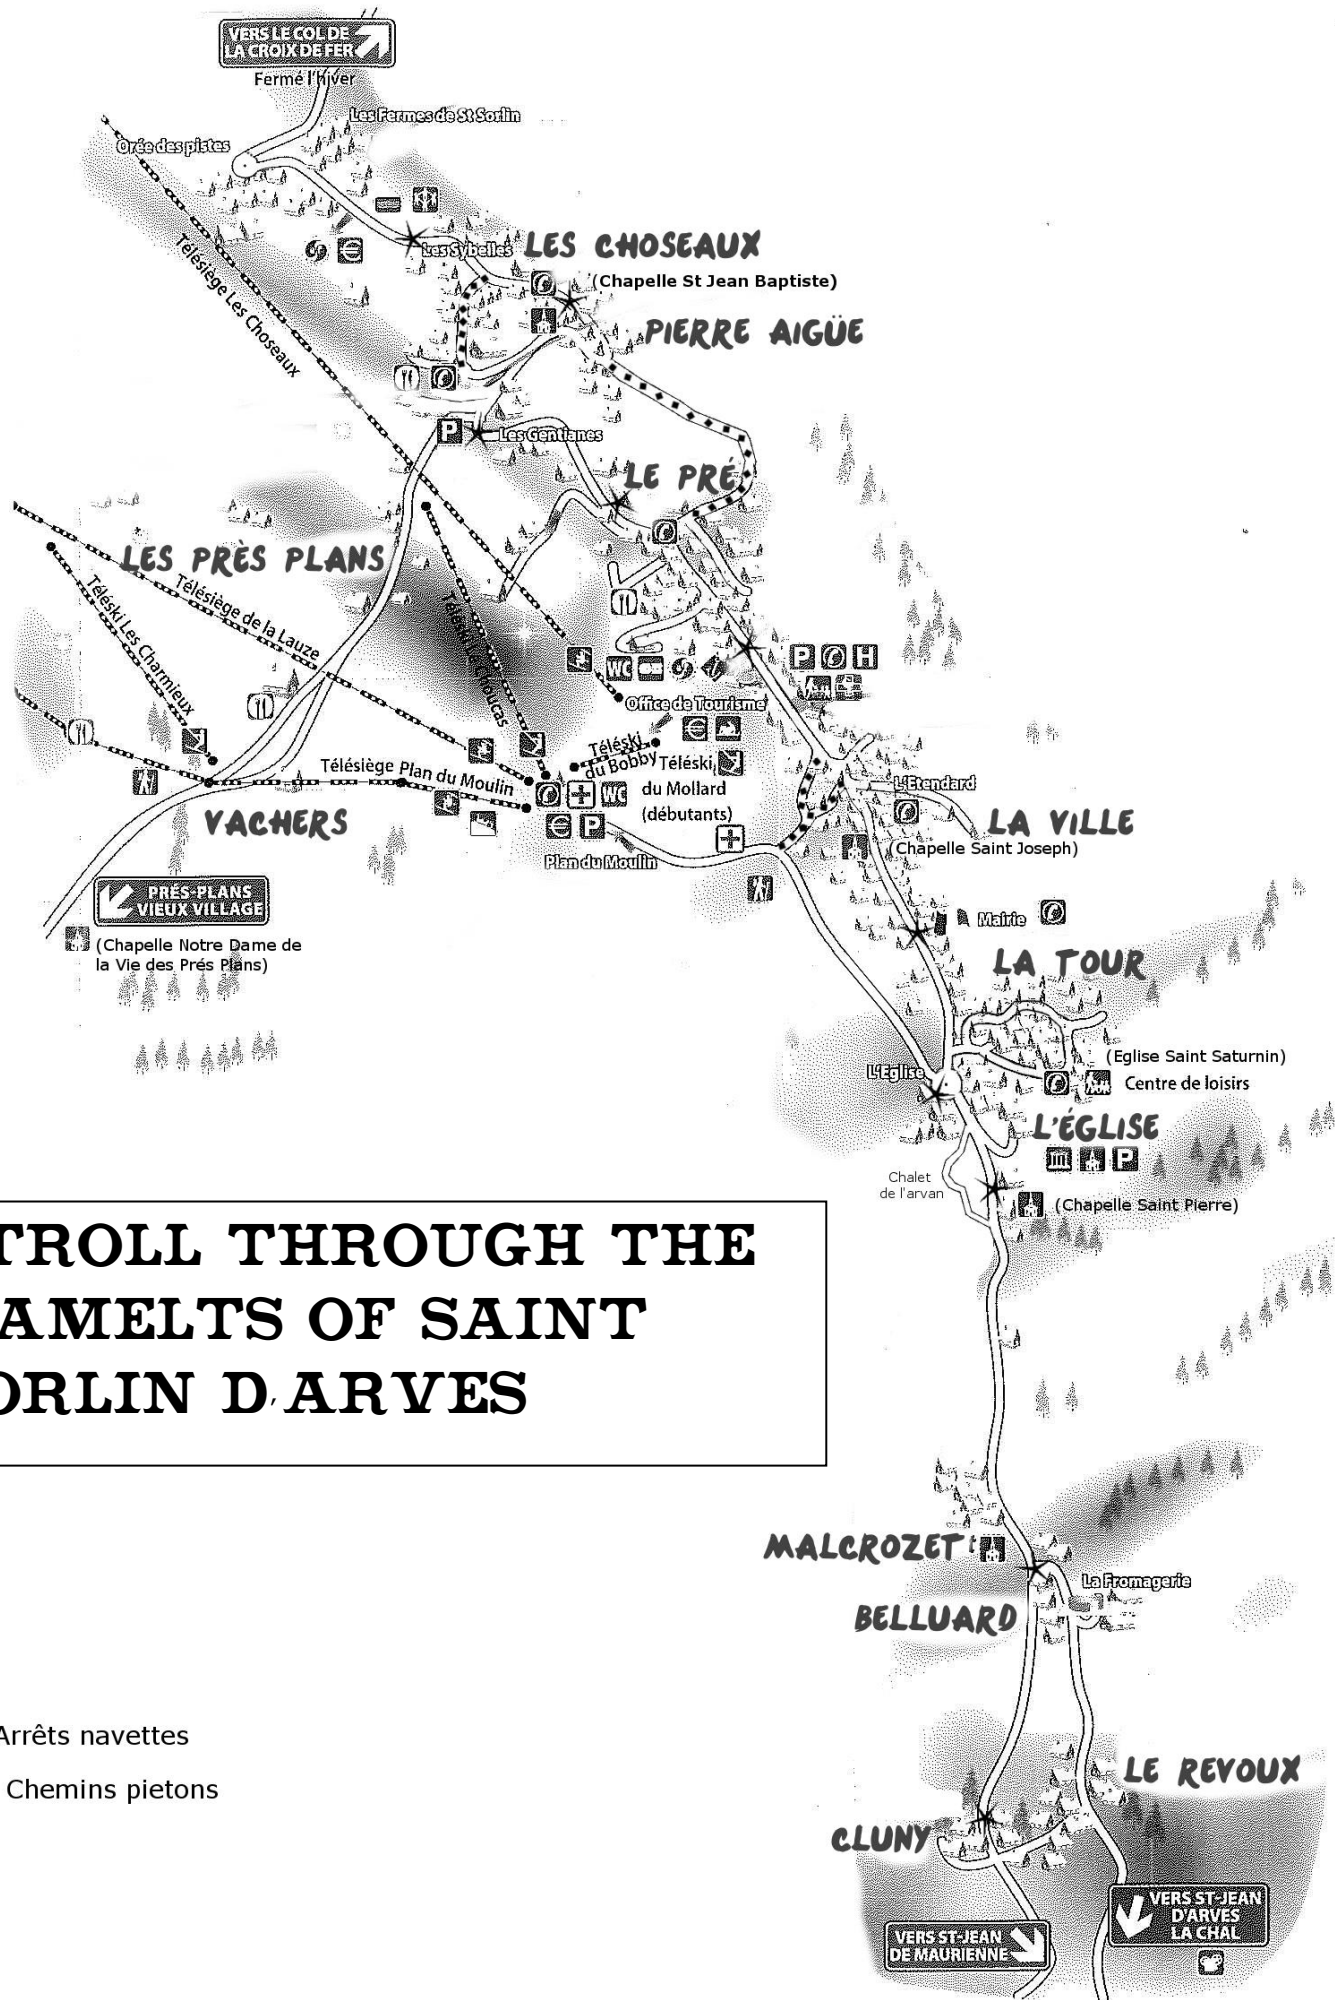 VERS LE COL DE
LA CROIX DE FER
Fermé l'hiver
Les Fermes de St Sorlin
Orée des pistes
Les Sybelles
LES CHOSEAUX
(Chapelle St Jean Baptiste)
Télésiège Les Choseaux
PIERRE AIGÜE
P
Les Gentianes
LE PRÉ
LES PRÈS PLANS
Télésiège de la Lauze
Téléski Les Charmieux
Téléski Le Choucas
WC
P
H
Office de Tourisme
Téléski
du Bobby
Téléski
du Mollard
(débutants)
Télésiège Plan du Moulin
WC
P
Plan du Moulin
L'Etendard
VACHERS
LA VILLE
(Chapelle Saint Joseph)
PRÉS-PLANS
VIEUX VILLAGE
(Chapelle Notre Dame de
la Vie des Prés Plans)
Mairie
LA TOUR
(Eglise Saint Saturnin)
L'Eglise
Centre de loisirs
L'ÉGLISE
P
Chalet
de l'arvan
(Chapelle Saint Pierre)
TROLL THROUGH THE
AMELTS OF SAINT
ORLIN D,ARVES
MALCROZET
La Fromagerie
BELLUARD
Arrêts navettes
Chemins pietons
LE REVOUX
CLUNY
VERS ST-JEAN
D'ARVES
LA CHAL
VERS ST-JEAN
DE MAURIENNE